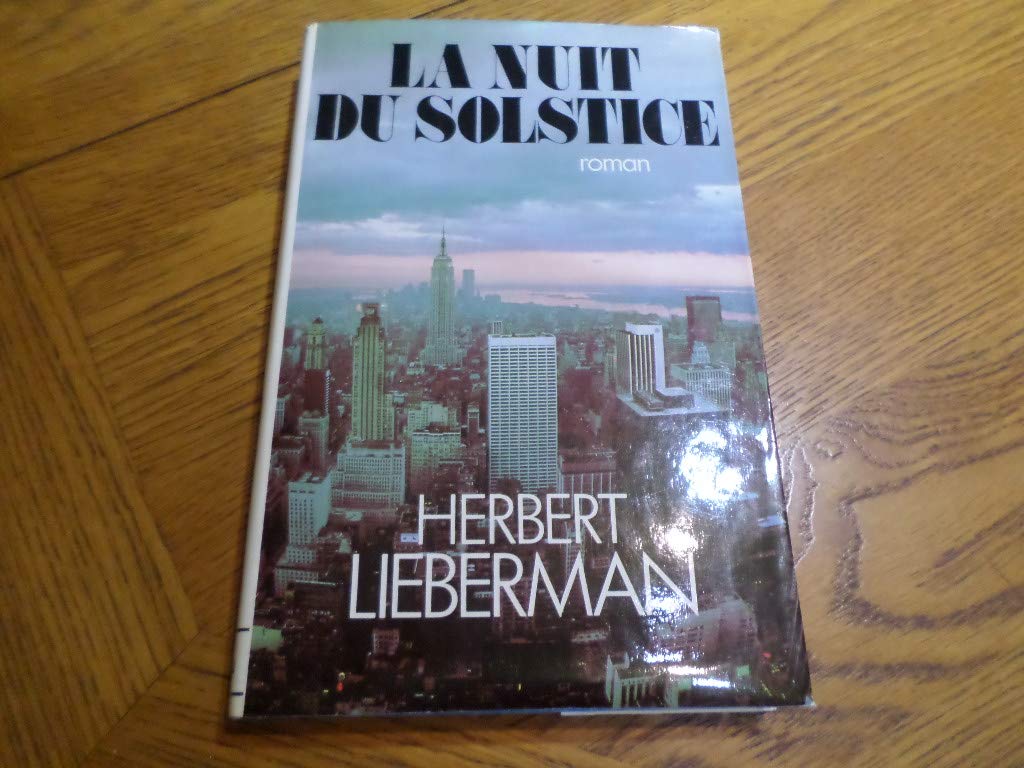 LA NUIT
DU SOLSTICE
roman
HERBERT
LIEBERMAN